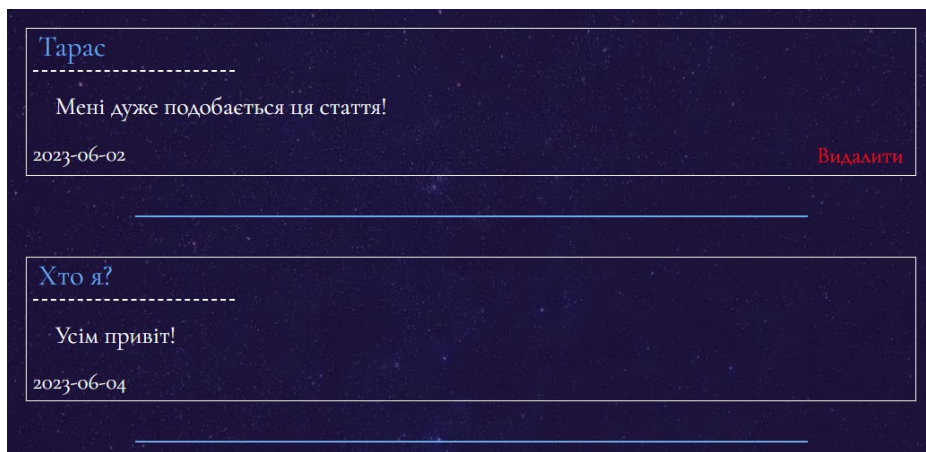 Тарас
Мені дуже подобається ця стаття!
2023-06-02 Видалити
Хто я?
Усім привіт!
2023-06-04